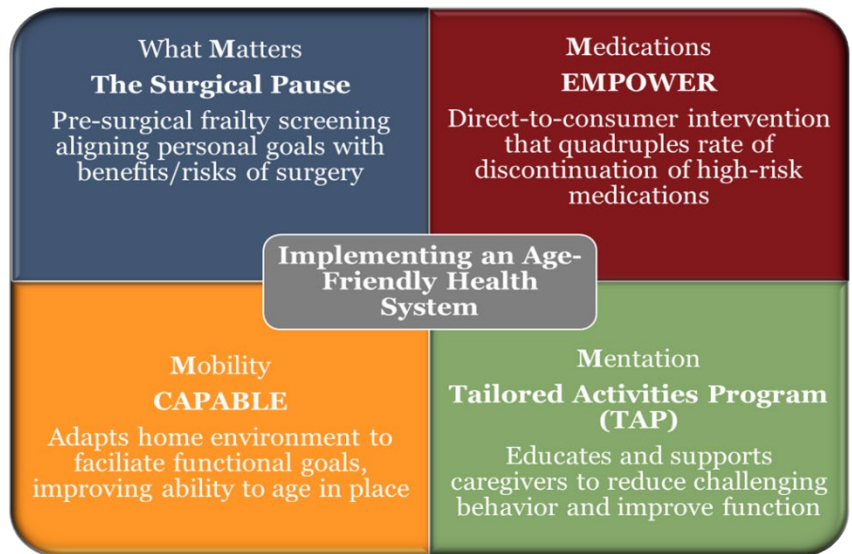 What Matters
The Surgical Pause
Pre-surgical frailty screening
aligning personal goals with
benefits/risks of surgery
Medications
EMPOWER
Direct-to-consumer intervention
that quadruples rate of
discontinuation of high-risk
medications
Implementing an Age-
Friendly Health
System
Mobility
CAPABLE
Adapts home environment to
faciliate functional goals,
improving ability to age in place
Mentation
Tailored Activities Program
(TAP)
Educates and supports
caregivers to reduce challenging
behavior and improve function